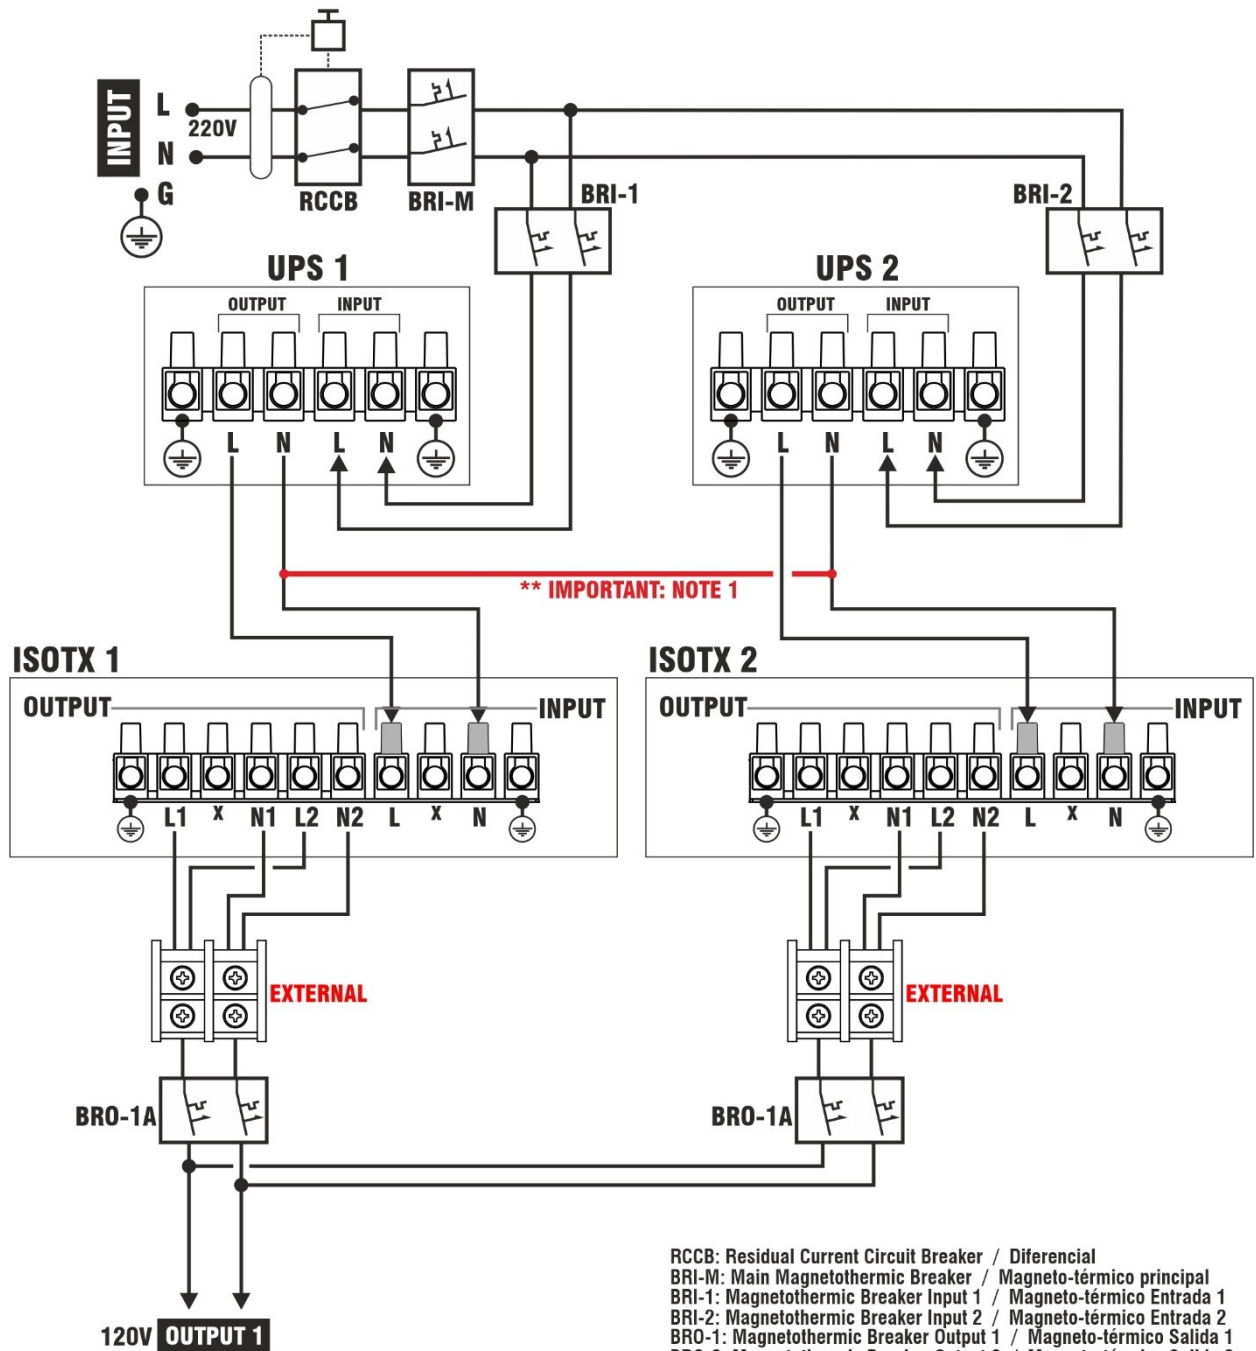 INPUT
L
220V
N
G
RCCB
BRI-M
BRI-1
BRI-2
UPS 1
OUTPUT INPUT
L N L N
UPS 2
OUTPUT INPUT
L N L N
** IMPORTANT: NOTE 1
ISOTX 1
OUTPUT INPUT
L1 X N1 L2 N2 L X N
ISOTX 2
OUTPUT INPUT
L1 X N1 L2 N2 L X N
EXTERNAL
EXTERNAL
BRO-1A
BRO-1A
120V OUTPUT 1
RCCB: Residual Current Circuit Breaker / Diferencial
BRI-M: Main Magnetothermic Breaker / Magneto-térmico principal
BRI-1: Magnetothermic Breaker Input 1 / Magneto-térmico Entrada 1
BRI-2: Magnetothermic Breaker Input 2 / Magneto-térmico Entrada 2
BRO-1: Magnetothermic Breaker Output 1 / Magneto-térmico Salida 1